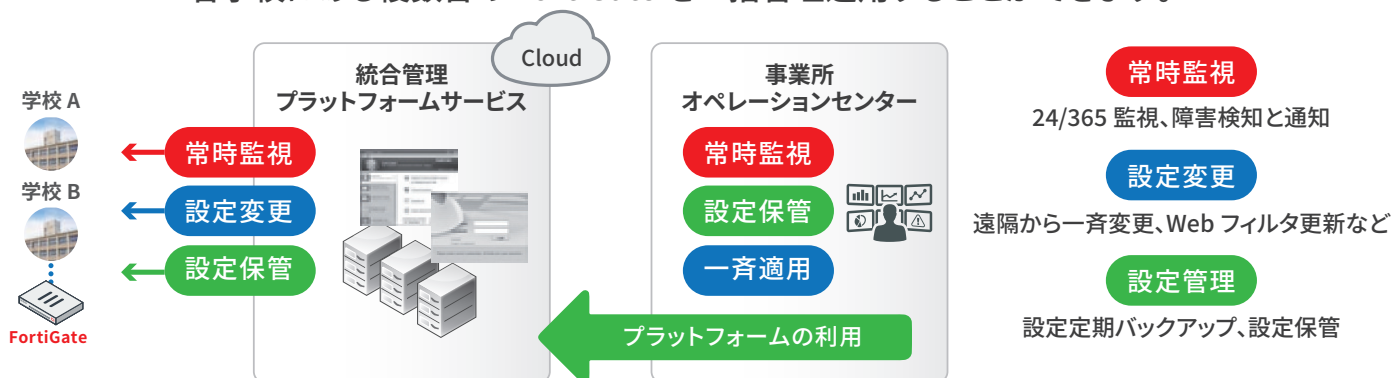 Cloud
統合管理
プラットフォームサービス
学校 A
学校 B
FortiGate
常時監視
設定変更
設定保管
事業所
オペレーションセンター
常時監視
設定保管
一斉適用
プラットフォームの利用
常時監視
24/365 監視、障害検知と通知
設定変更
遠隔から一斉変更、Web フィルタ更新など
設定管理
設定定期バックアップ、設定保管